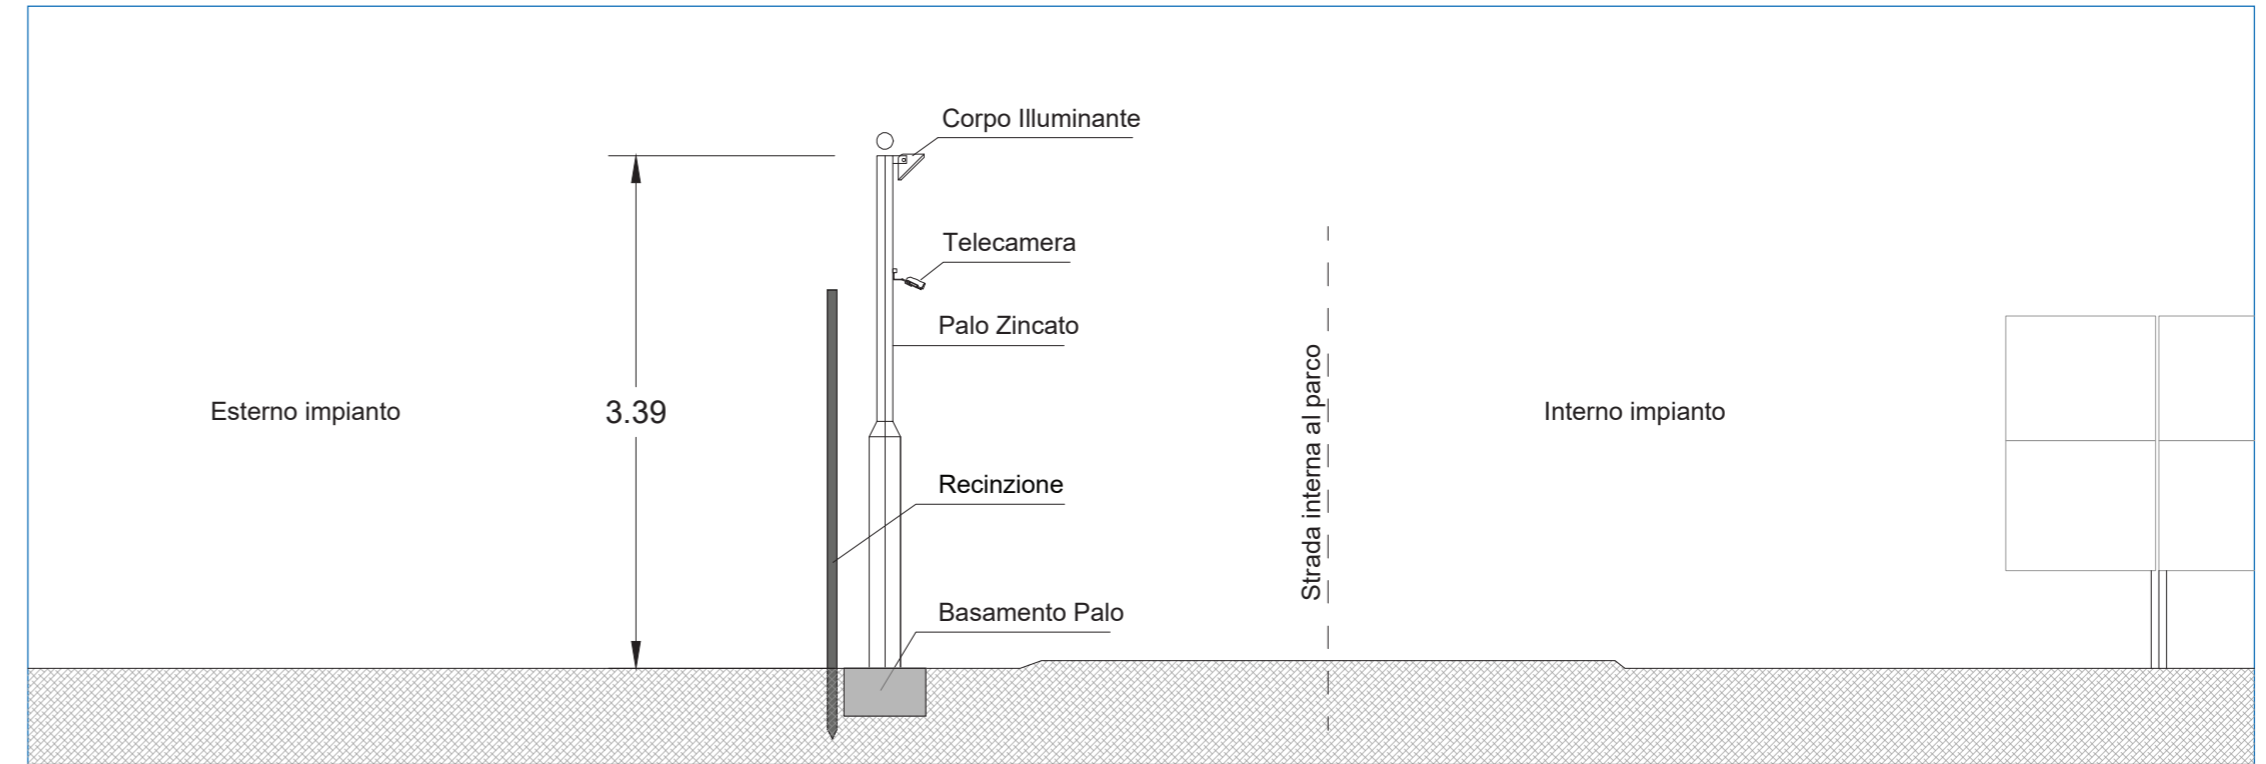 Corpo Illuminante
Telecamera
Palo Zincato
Esterno impianto
3.39
Strada interna al parco
Interno impianto
Recinzione
Basamento Palo